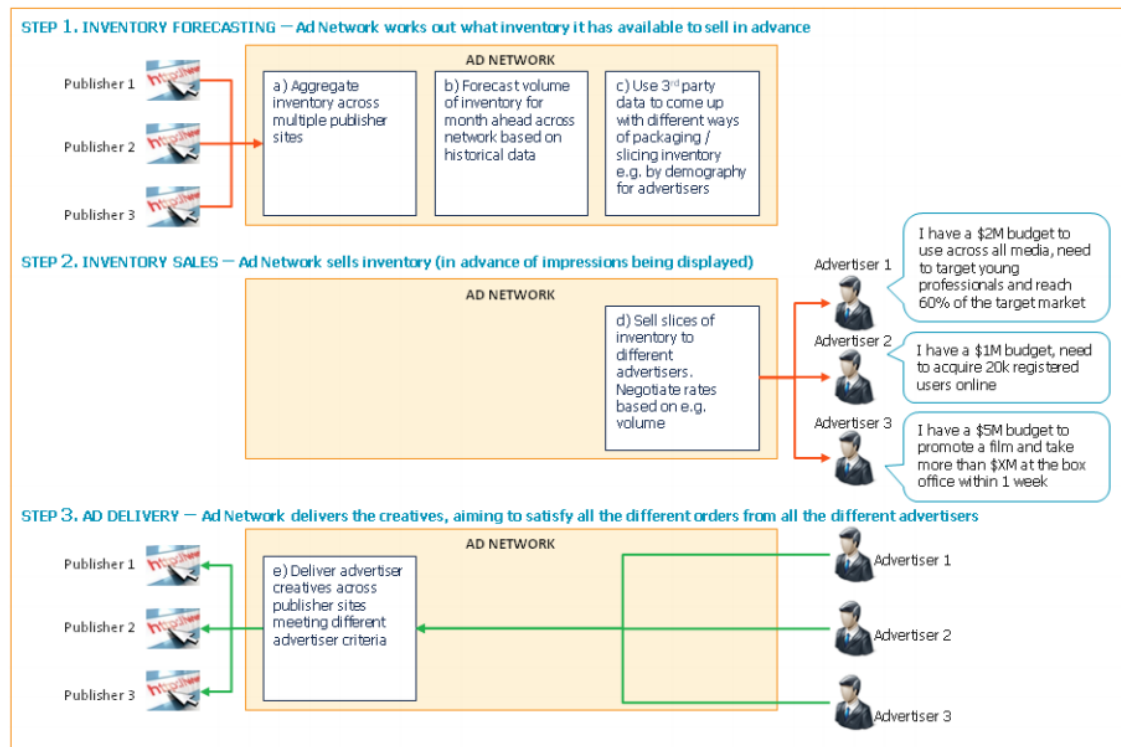 STEP 1. INVENTORY FORECASTING — Ad Network works out what inventory it has available to sell in advance
AD NETWORK
Publisher 1
Publisher 2
Publisher 3
a) Aggregate
inventory across
multiple publisher
sites
b) Forecast volume
of inventory for
month ahead across
network based on
historical data
c) Use 3rd party
data to come up
with different ways
of packaging /
slicing inventory
e.g. by demography
for advertisers
STEP 2. INVENTORY SALES — Ad Network sells inventory (in advance of impressions being displayed)
AD NETWORK
d) Sell slices of
inventory to
different
advertisers.
Negotiate rates
based on e.g.
volume
Advertiser 1
I have a $2M budget to
use across all media, need
to target young
professionals and reach
60% of the target market
Advertiser 2
I have a $1M budget, need
to acquire 20k registered
users online
Advertiser 3
I have a $5M budget to
promote a film and take
more than $XM at the box
office within 1 week
STEP 3. AD DELIVERY — Ad Network delivers the creatives, aiming to satisfy all the different orders from all the different advertisers
AD NETWORK
Publisher 1
Publisher 2
Publisher 3
e) Deliver advertiser
creatives across
publisher sites
meeting different
advertiser criteria
Advertiser 1
Advertiser 2
Advertiser 3